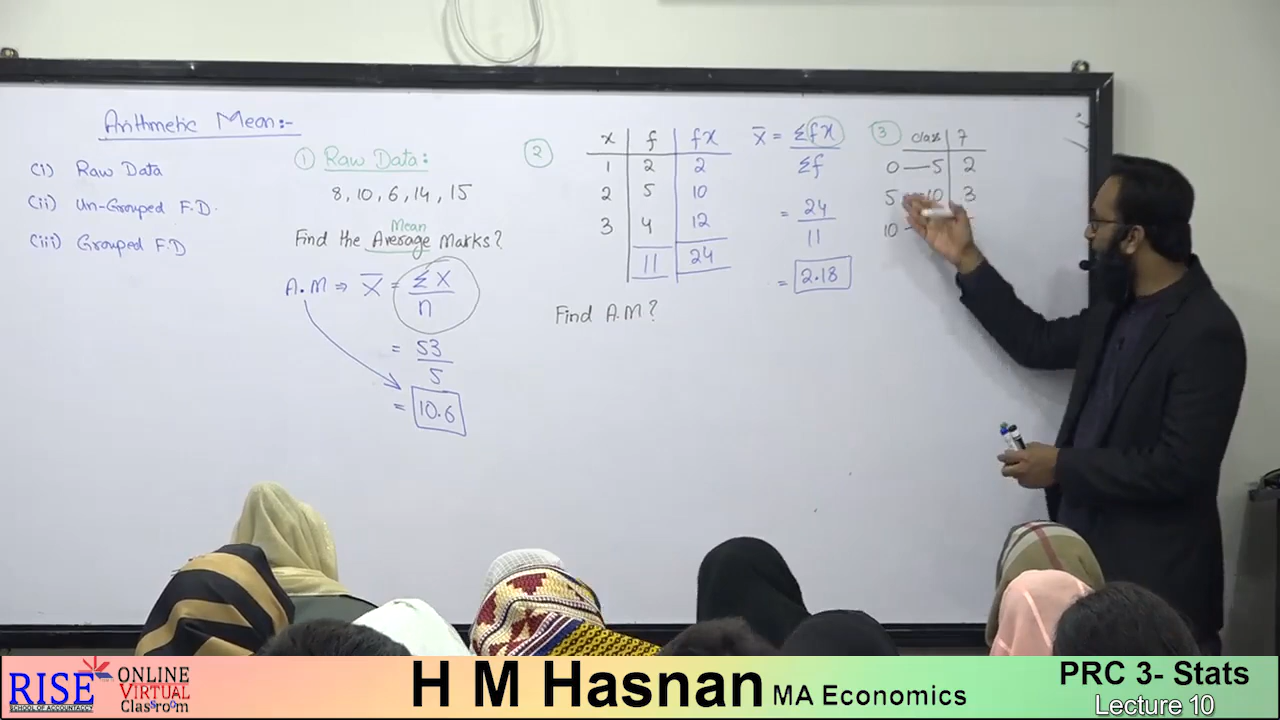 Arithmetic Mean:-
(i) Raw Data
(ii) Un-Grouped F.D.
(iii) Grouped F.D
① Raw Data:
8, 10, 6, 14, 15
Mean
Find the Average Marks?
A.M ⇒ X̄ = ΣX / n
= 53 / 5
= 10.6
②
x | f | fx
1 | 2 | 2
2 | 5 | 10
3 | 4 | 12
11 | 24
Find A.M?
x̄ = Σfx / Σf
= 24 / 11
= 2.18
③
class | f
0 — 5 | 2
5 — 10 | 3
10 —
RISE
SCHOOL OF ACCOUNTANCY
ONLINE
VIRTUAL
Classroom
H M Hasnan MA Economics
PRC 3- Stats
Lecture 10